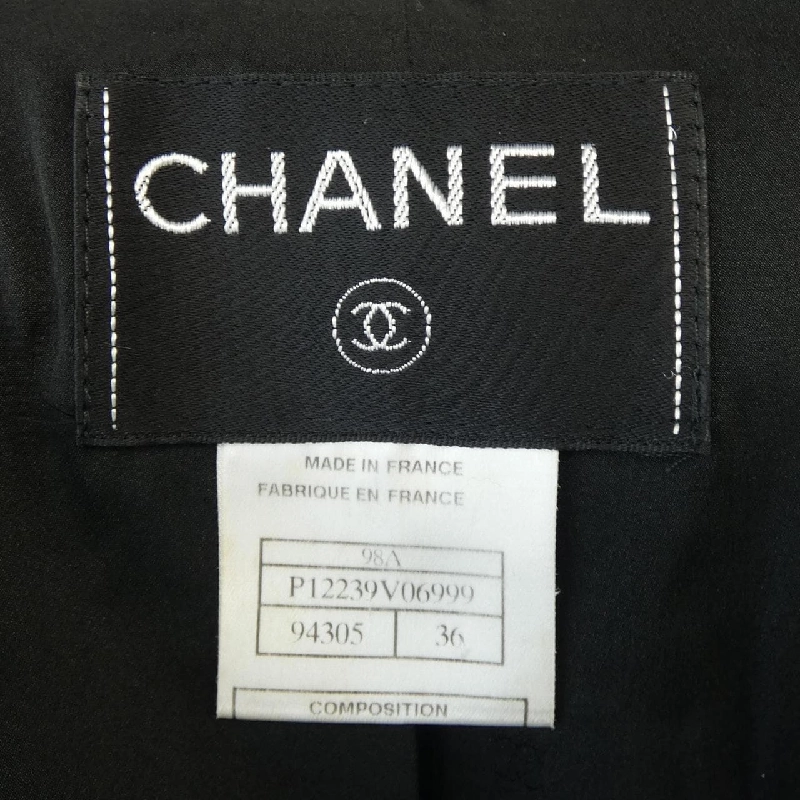 CHANEL
MADE IN FRANCE
FABRIQUE EN FRANCE
98A
P12239V06999
94305 36
COMPOSITION